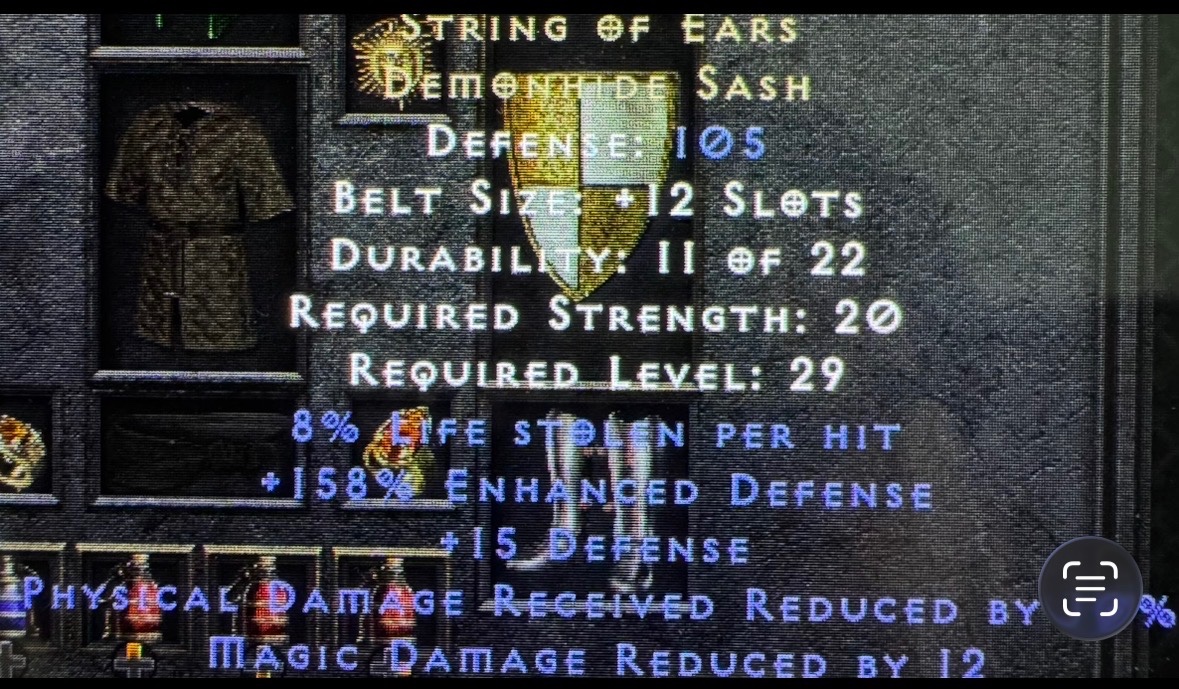 String of Ears
Demonhide Sash
Defense: 105
Belt Size: +12 Slots
Durability: 11 of 22
Required Strength: 20
Required Level: 29
8% Life stolen per hit
+158% Enhanced Defense
+15 Defense
Physical Damage Received Reduced by %
Magic Damage Reduced by 12